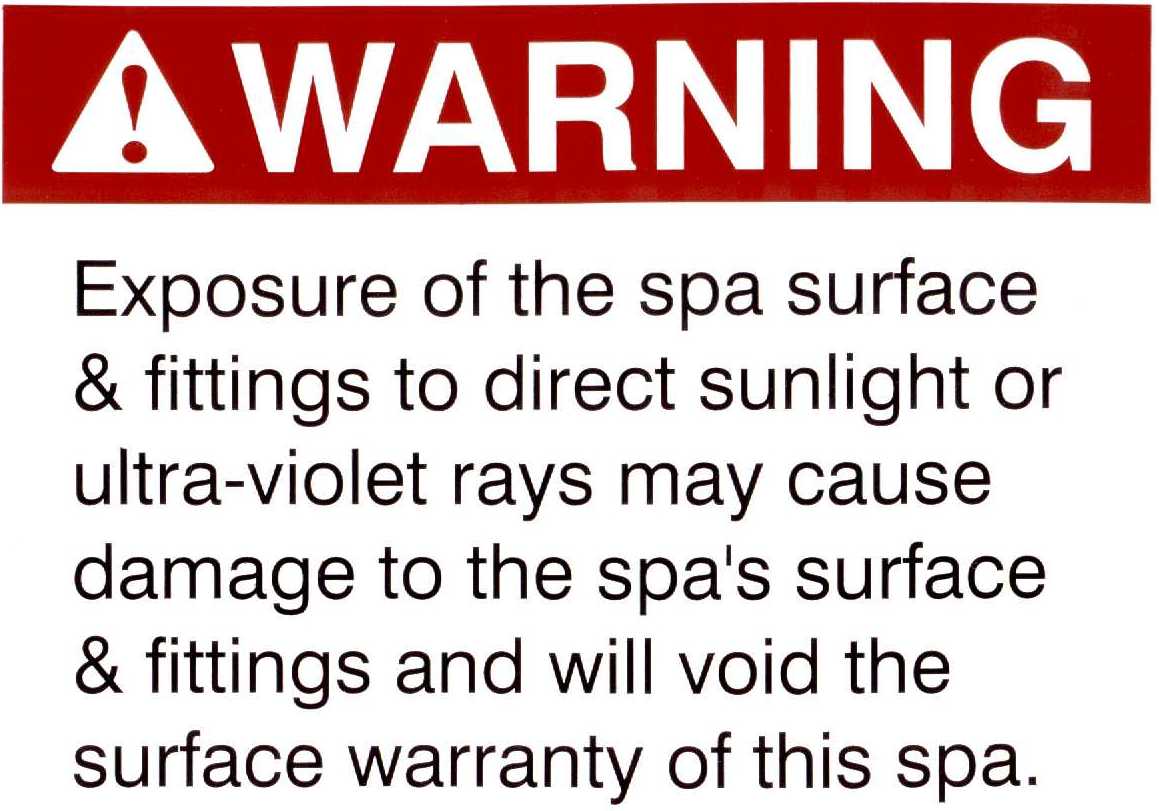 WARNING
Exposure of the spa surface
& fittings to direct sunlight or
ultra-violet rays may cause
damage to the spa's surface
& fittings and will void the
surface warranty of this spa.